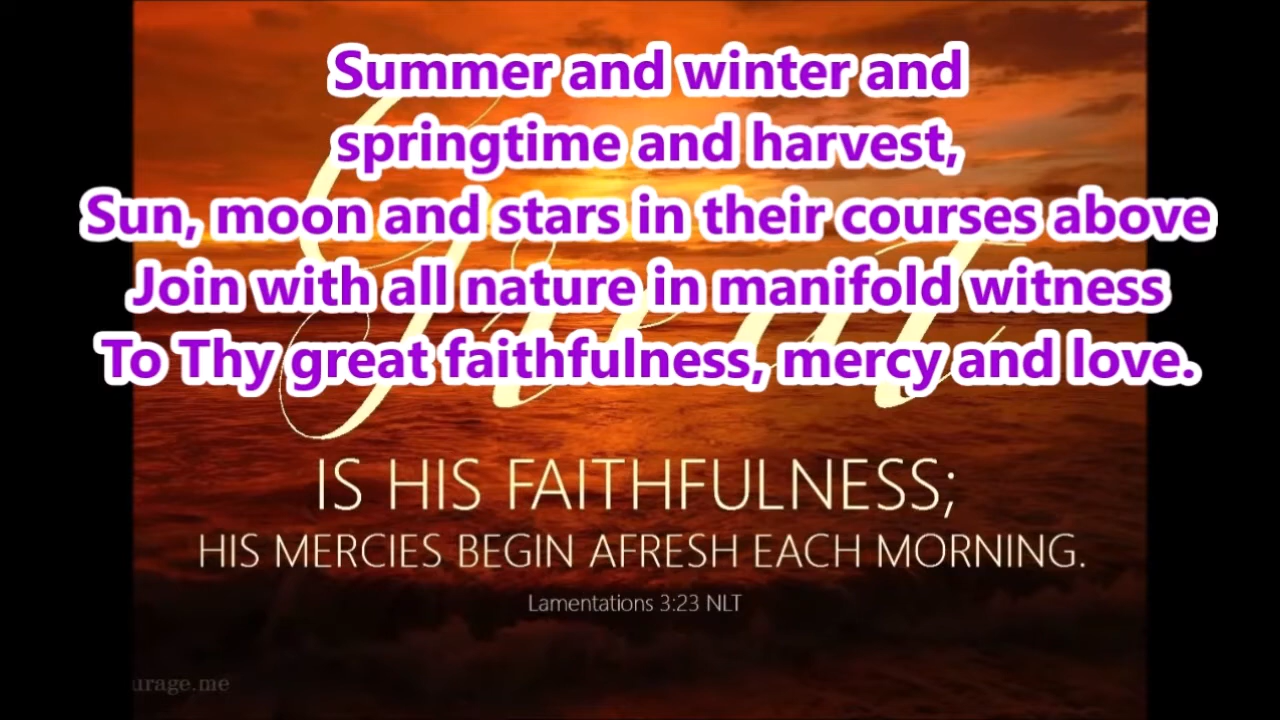 Summer and winter and
springtime and harvest,
Sun, moon and stars in their courses above
Join with all nature in manifold witness
To Thy great faithfulness, mercy and love.
Great
IS HIS FAITHFULNESS;
HIS MERCIES BEGIN AFRESH EACH MORNING.
Lamentations 3:23 NLT
urage.me